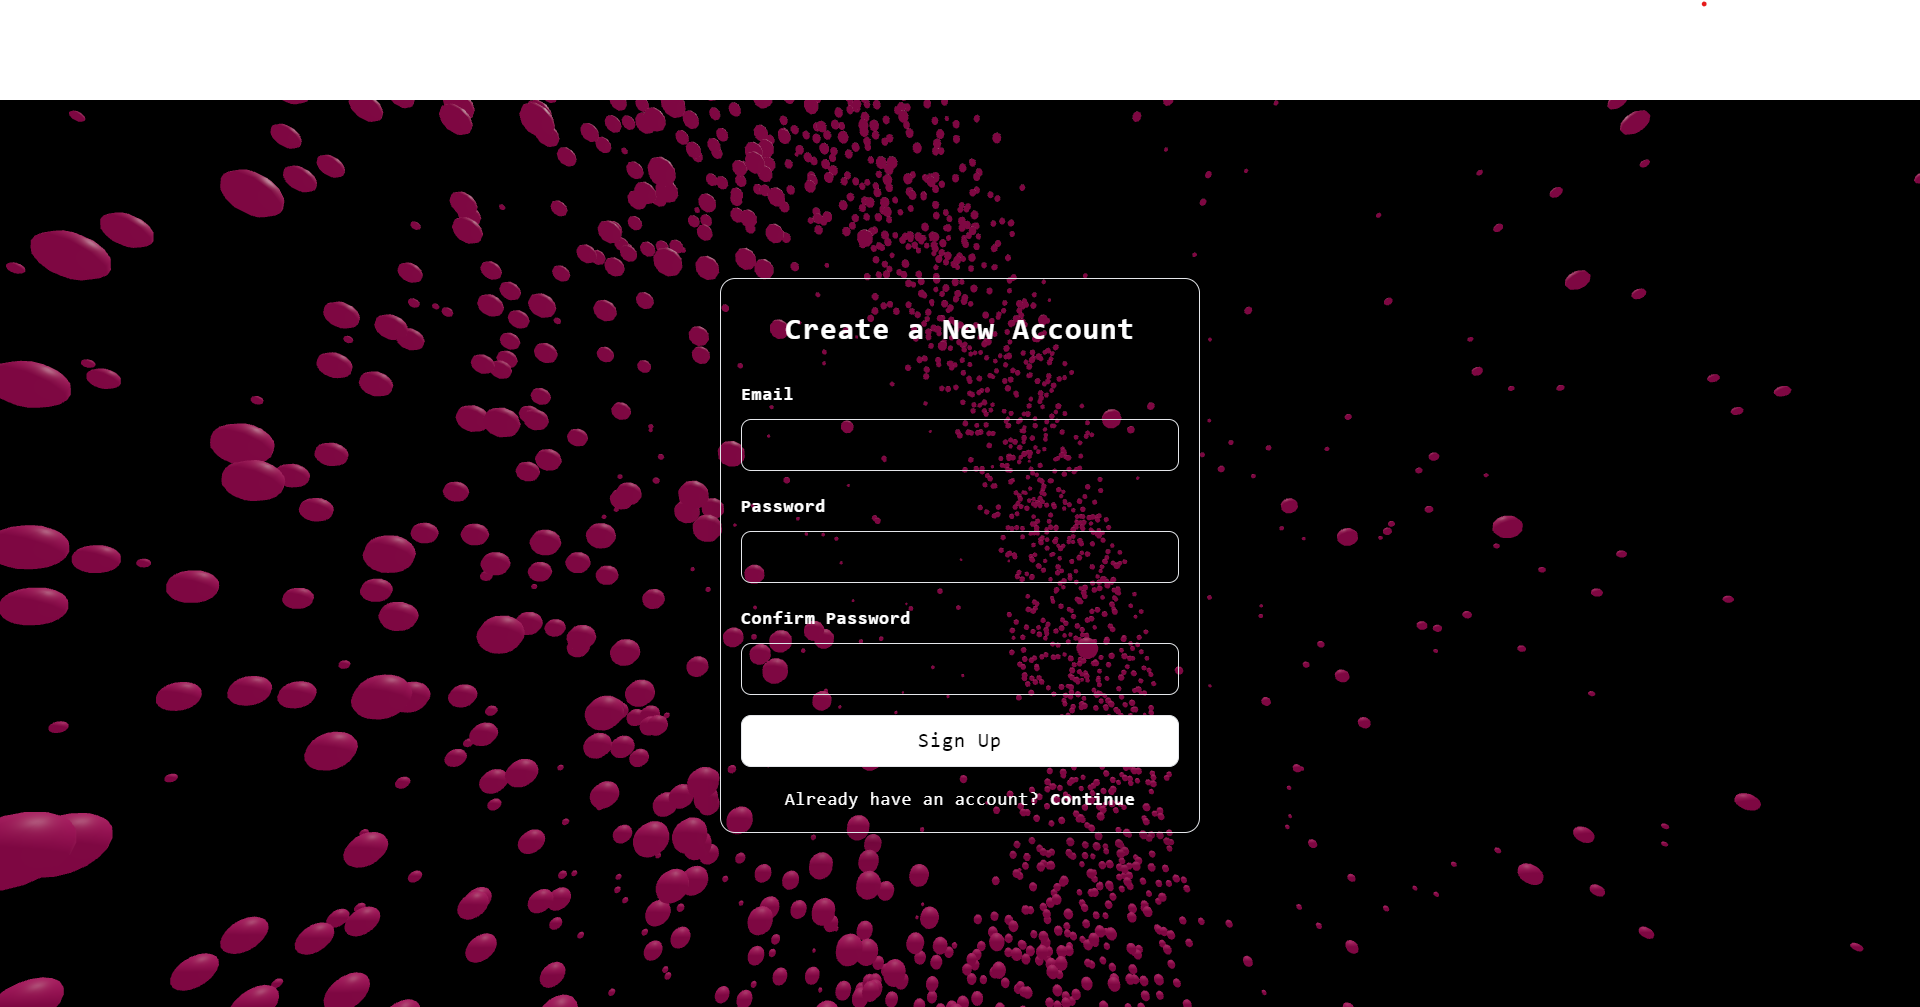 Create a New Account
Email
Password
Confirm Password
Sign Up
Already have an account? Continue